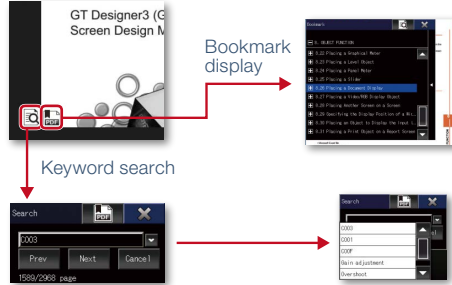 GT Designer3 (G
Screen Design M
PDF
Bookmark
display
Keyword search
Bookmark
8. OBJECT FUNCTION
8.22 Placing a Graphical Meter
8.23 Placing a Level Object
8.24 Placing a Panel Meter
8.25 Placing a Slider
8.26 Placing a Document Display
8.27 Placing a Video/RGB Display Object
8.28 Placing Another Screen on a Screen
8.29 Specifying the Display Position of a Wi...
8.30 Placing an Object to Display the Input i...
8.31 Placing a Print Object on a Report Screen
FUNCTION
Search
PDF
C003
Prev
Next
Cancel
1589/2968 page
Search
PDF
C003
C001
C00F
Gain adjustment
Overshoot